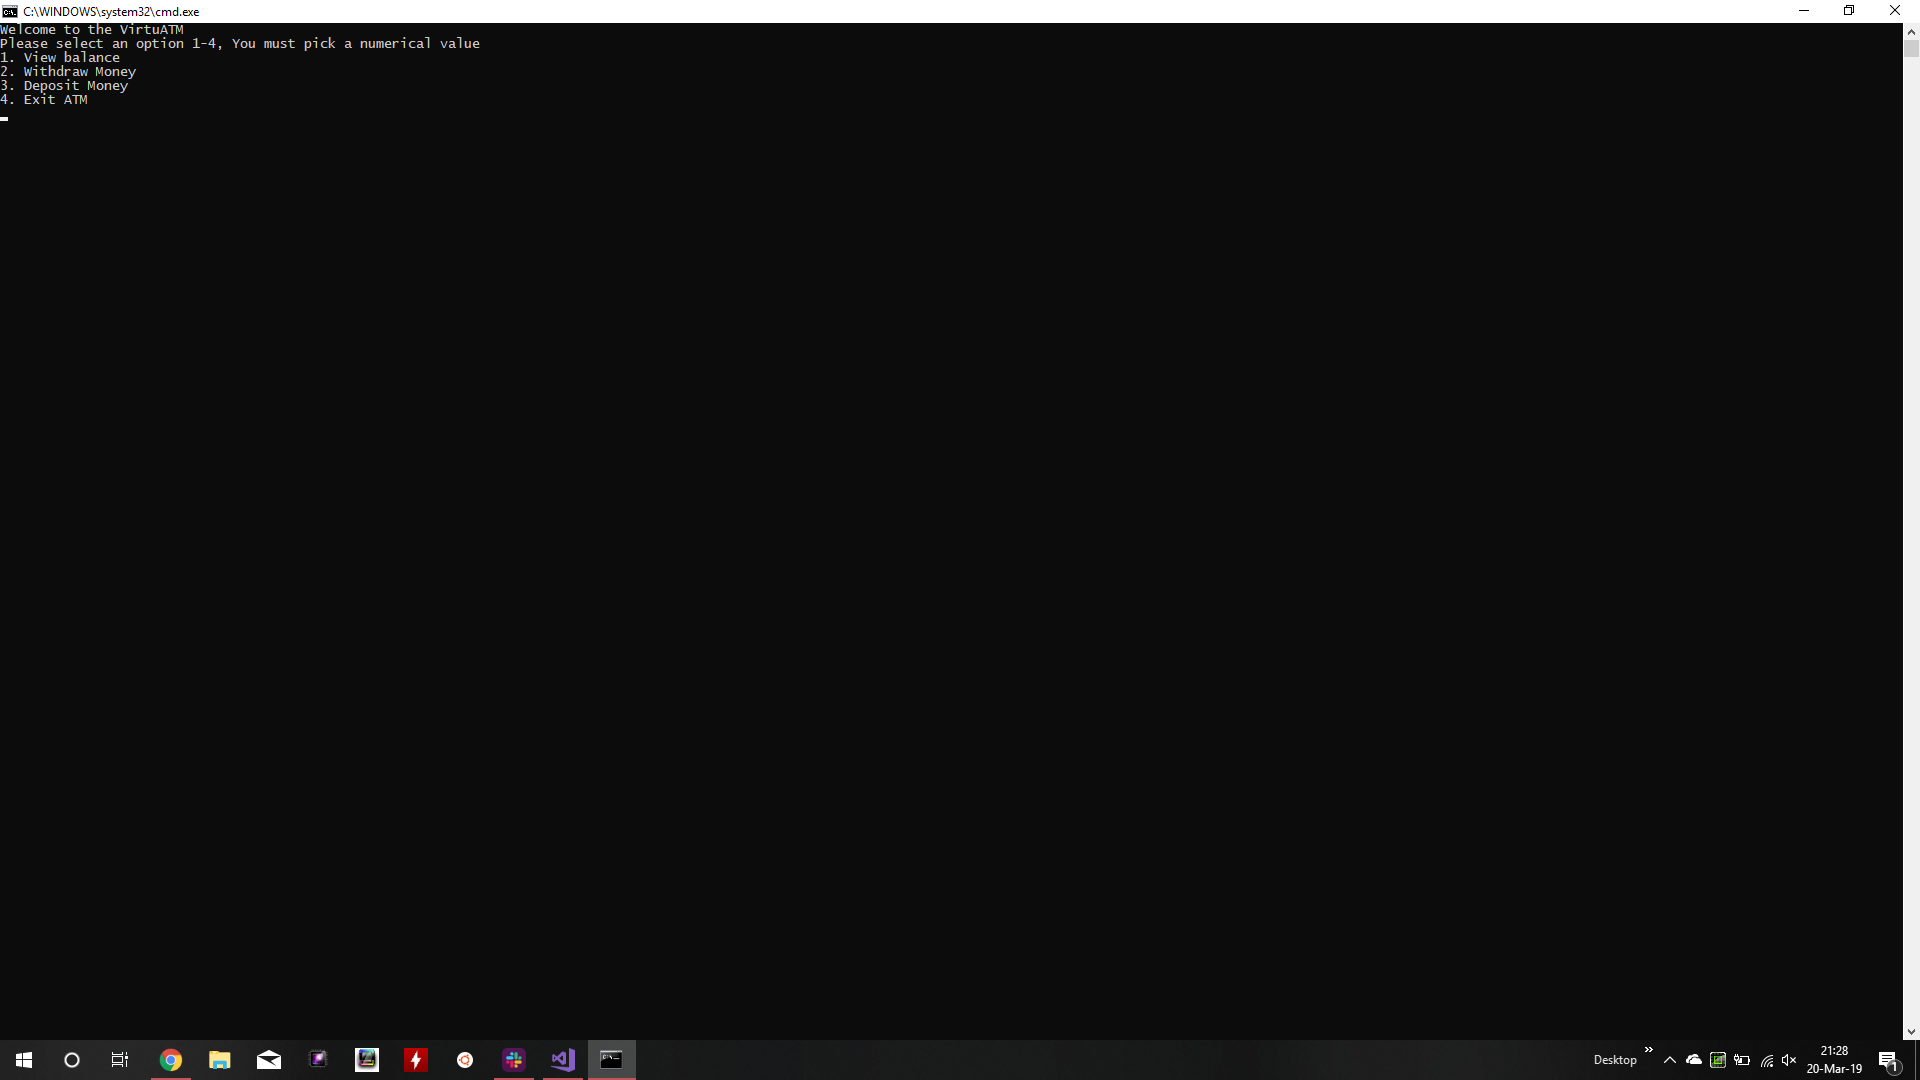 C:\WINDOWS\system32\cmd.exe
Welcome to the VirtuATM
Please select an option 1-4, You must pick a numerical value
1. View balance
2. Withdraw Money
3. Deposit Money
4. Exit ATM
Desktop
21:28
20-Mar-19
1